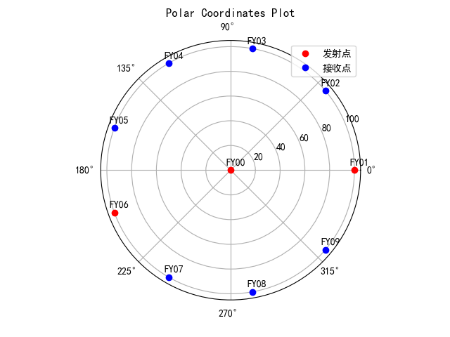 Polar Coordinates Plot
90°
FY03
发射点
接收点
FY04
135°
FY02
100
FY05
80
60
40
20
180°
FY00
FY01
0°
FY06
FY09
225°
FY07
315°
FY08
270°